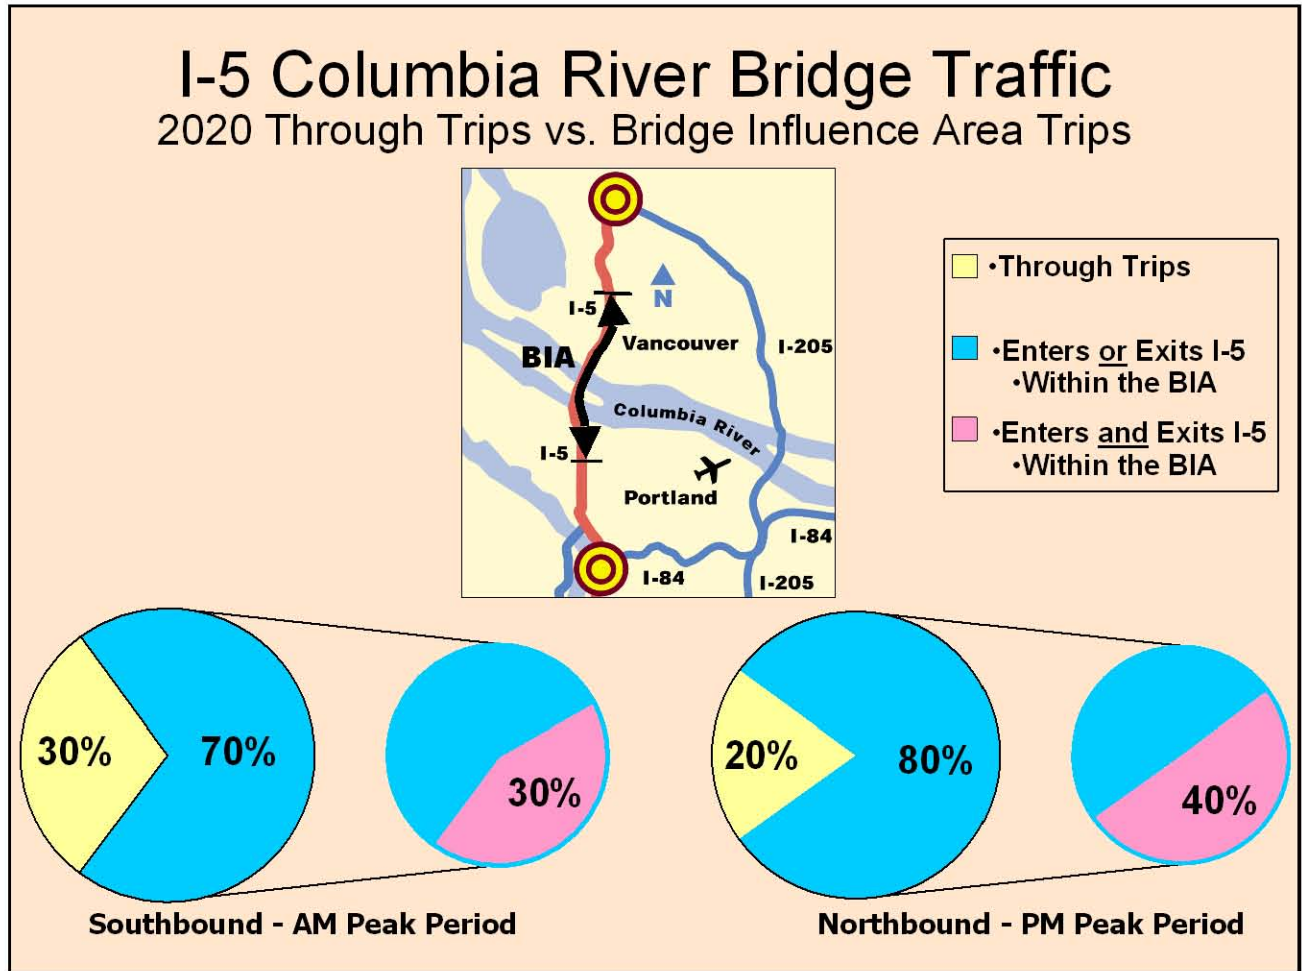 I-5 Columbia River Bridge Traffic
2020 Through Trips vs. Bridge Influence Area Trips
I-5
N
BIA
Vancouver
I-205
Columbia River
I-5
Portland
I-84
I-84
I-205
•Through Trips
•Enters or Exits I-5
•Within the BIA
•Enters and Exits I-5
•Within the BIA
30%
70%
30%
20%
80%
40%
Southbound - AM Peak Period
Northbound - PM Peak Period